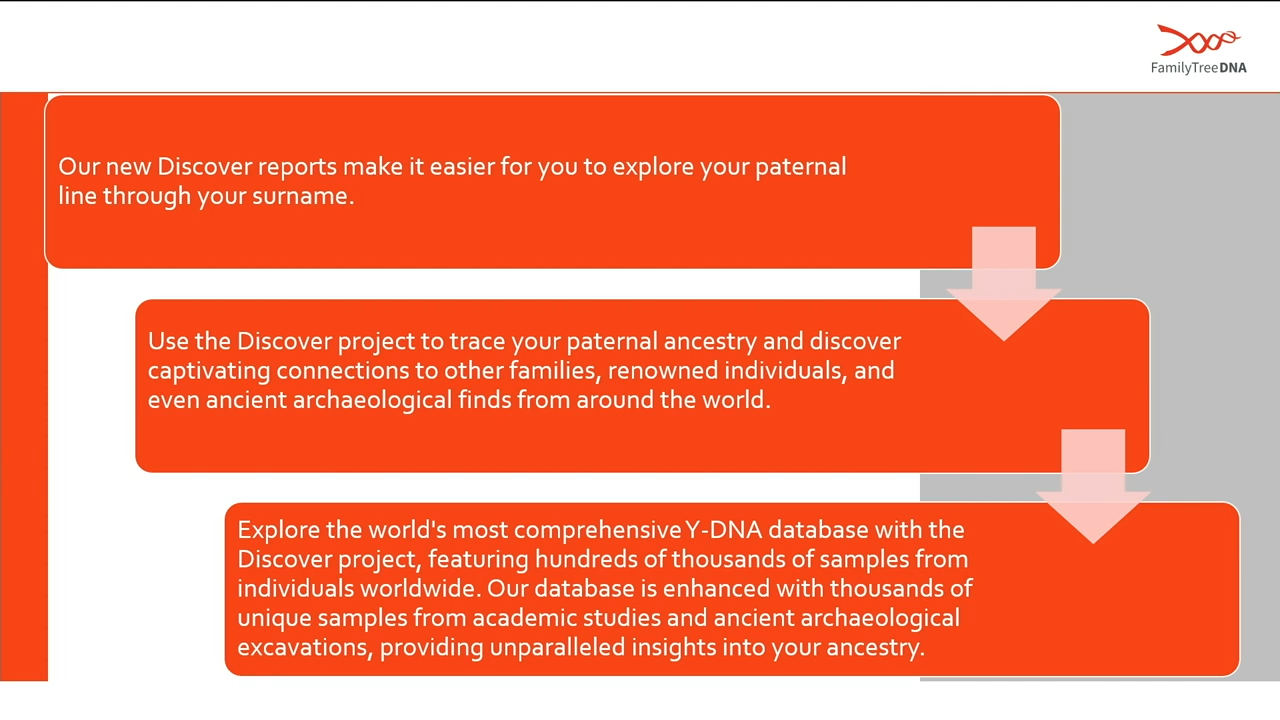 FamilyTreeDNA
Our new Discover reports make it easier for you to explore your paternal
line through your surname.
Use the Discover project to trace your paternal ancestry and discover
captivating connections to other families, renowned individuals, and
even ancient archaeological finds from around the world.
Explore the world's most comprehensive Y-DNA database with the
Discover project, featuring hundreds of thousands of samples from
individuals worldwide. Our database is enhanced with thousands of
unique samples from academic studies and ancient archaeological
excavations, providing unparalleled insights into your ancestry.